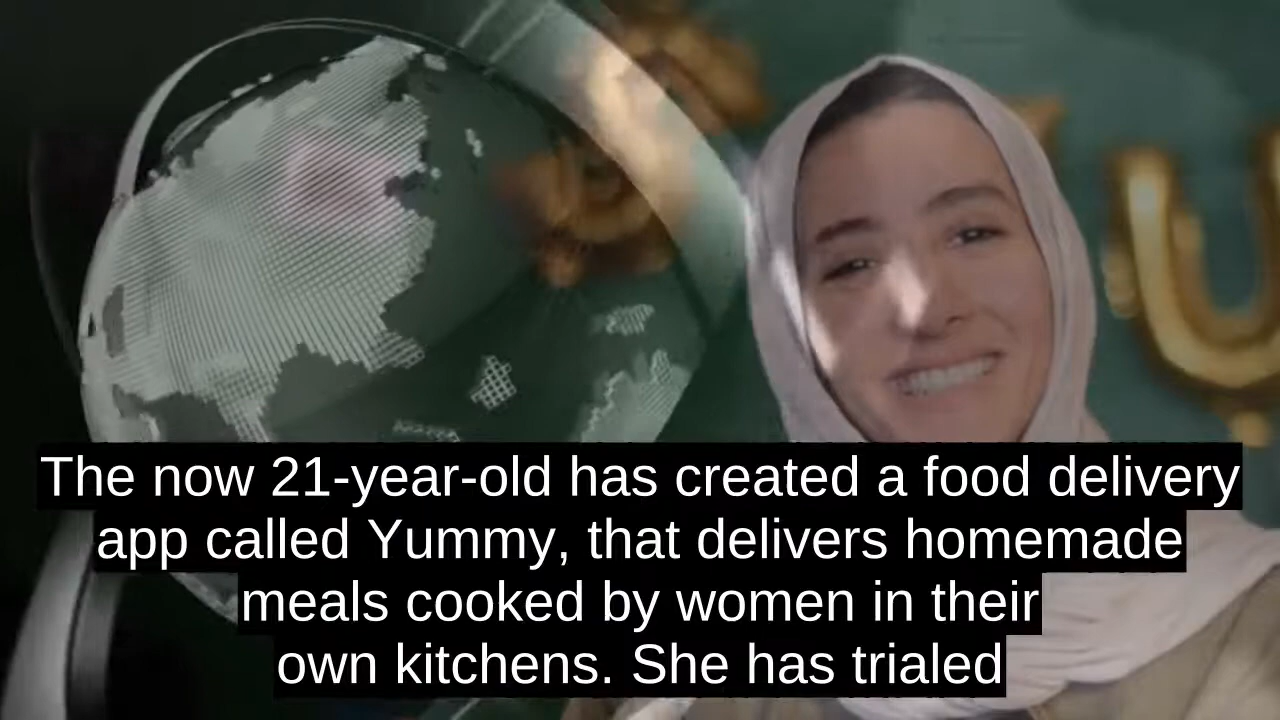 The now 21-year-old has created a food delivery
app called Yummy, that delivers homemade
meals cooked by women in their
own kitchens. She has trialed